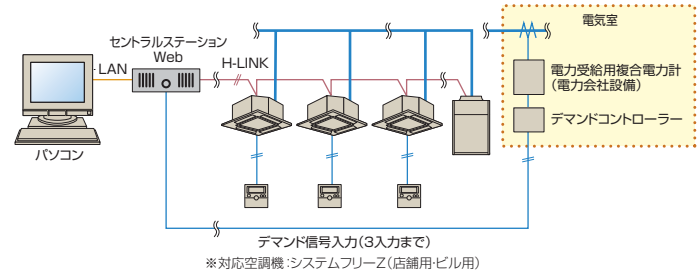 電気室
セントラルステーション
Web
LAN
H-LINK
電力受給用複合電力計
(電力会社設備)
デマンドコントローラー
パソコン
デマンド信号入力(3入力まで)
※対応空調機:システムフリーZ(店舗用・ビル用)